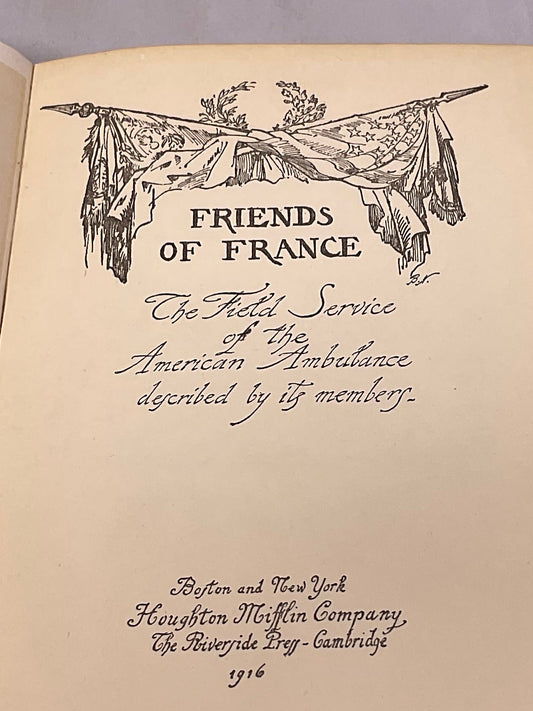 FRIENDS
OF FRANCE
B.N.
The Field Service
of the
American Ambulance
described by its members-
Boston and New York
Houghton Mifflin Company
The Riverside Press - Cambridge
1916